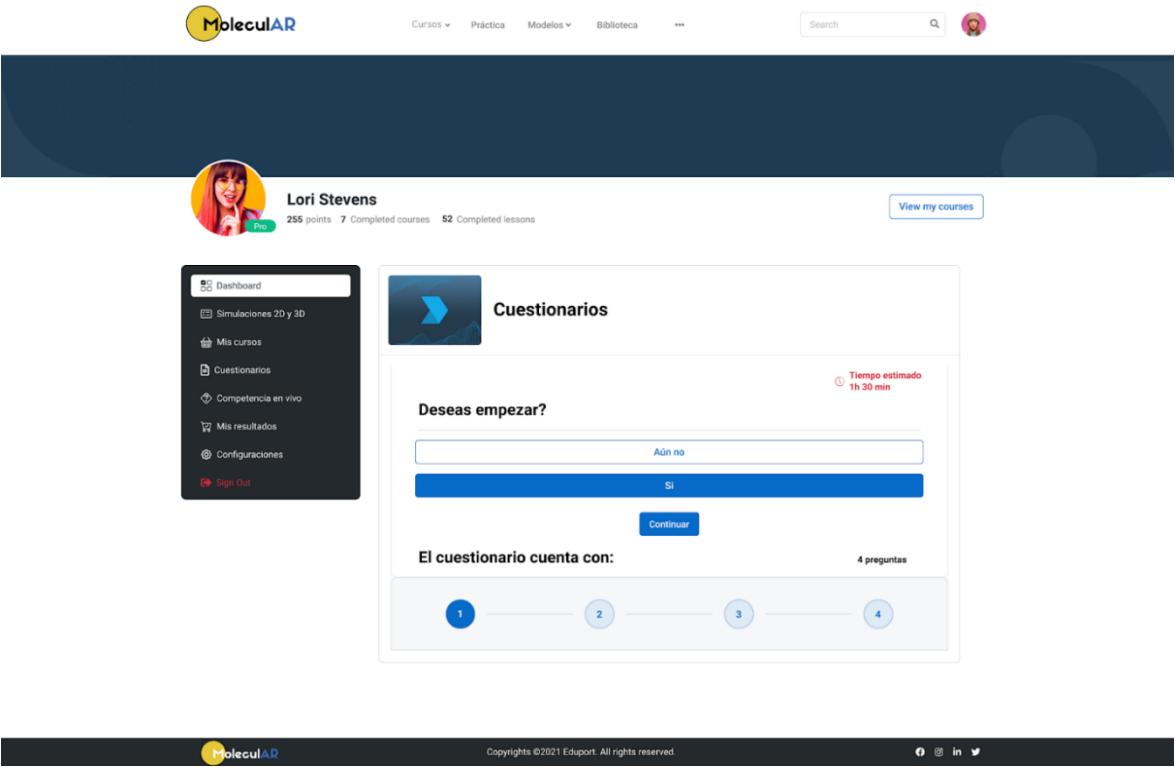 MoleculAR
Cursos Práctica Modelos Biblioteca ••• Search
Lori Stevens
255 points 7 Completed courses 52 Completed lessons
Pro
View my courses
Dashboard
Simulaciones 2D y 3D
Mis cursos
Cuestionarios
Competencia en vivo
Mis resultados
Configuraciones
Sign Out
Cuestionarios
Tiempo estimado
1h 30 min
Deseas empezar?
Aún no
Si
Continuar
El cuestionario cuenta con: 4 preguntas
1 2 3 4
MoleculAR
Copyrights ©2021 Eduport. All rights reserved.